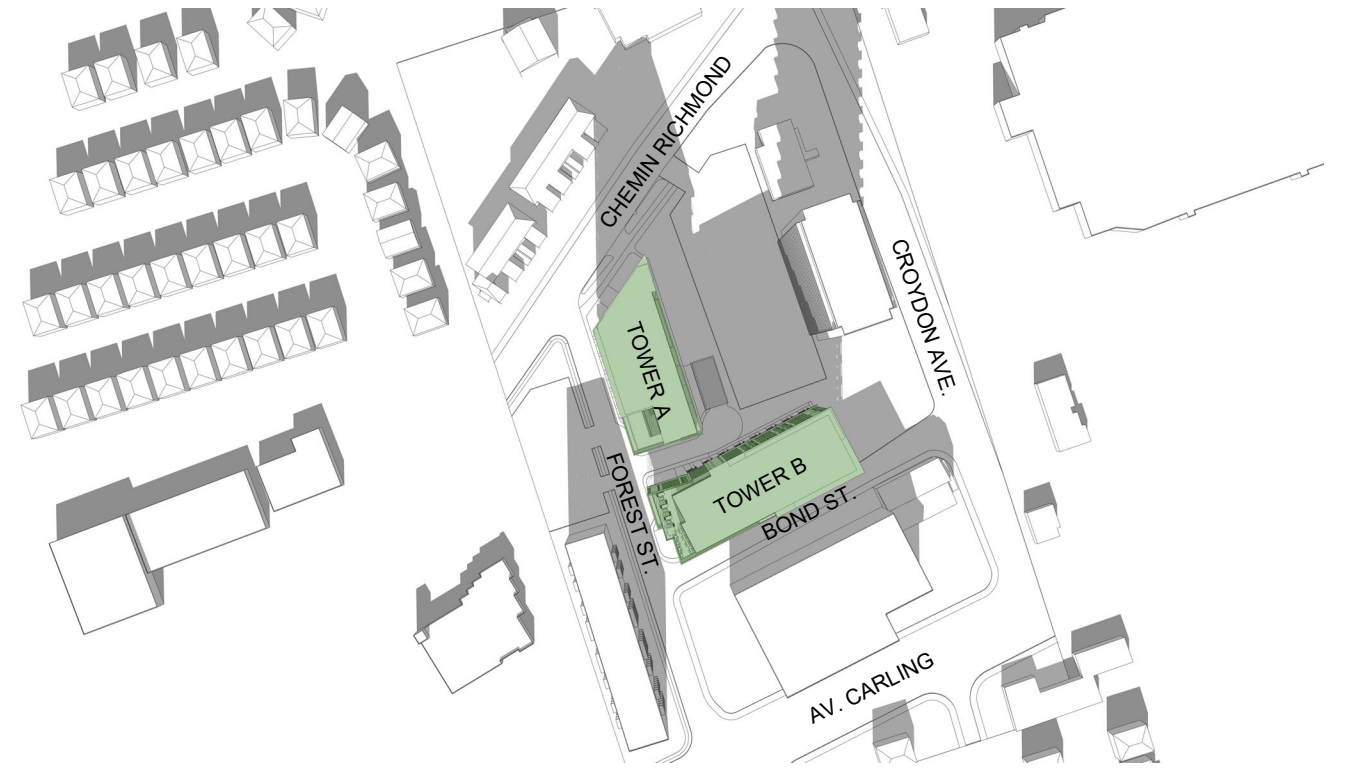 CHEMIN RICHMOND
CROYDON AVE.
TOWER A
FOREST ST.
TOWER B
BOND ST.
AV. CARLING